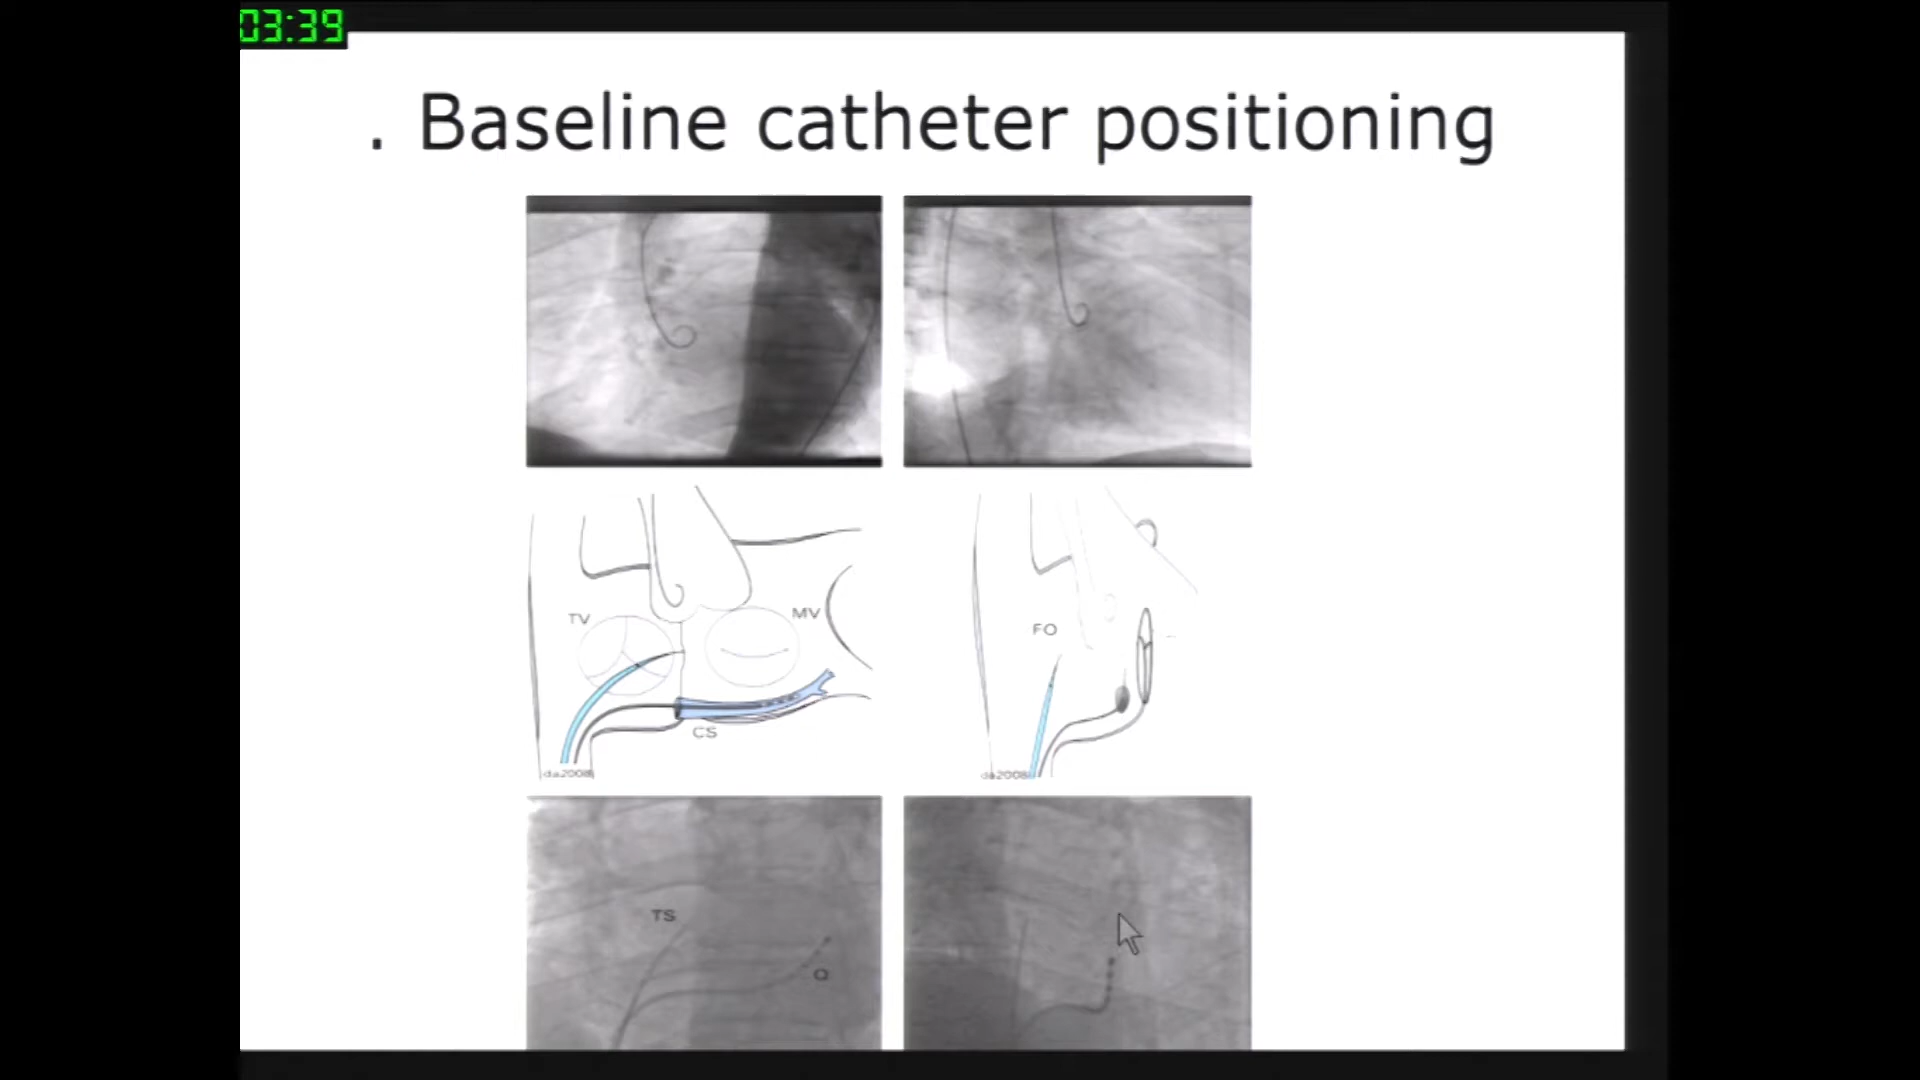 03:39
. Baseline catheter positioning
TV
MV
CS
da2008
FO
da2008
TS
Q